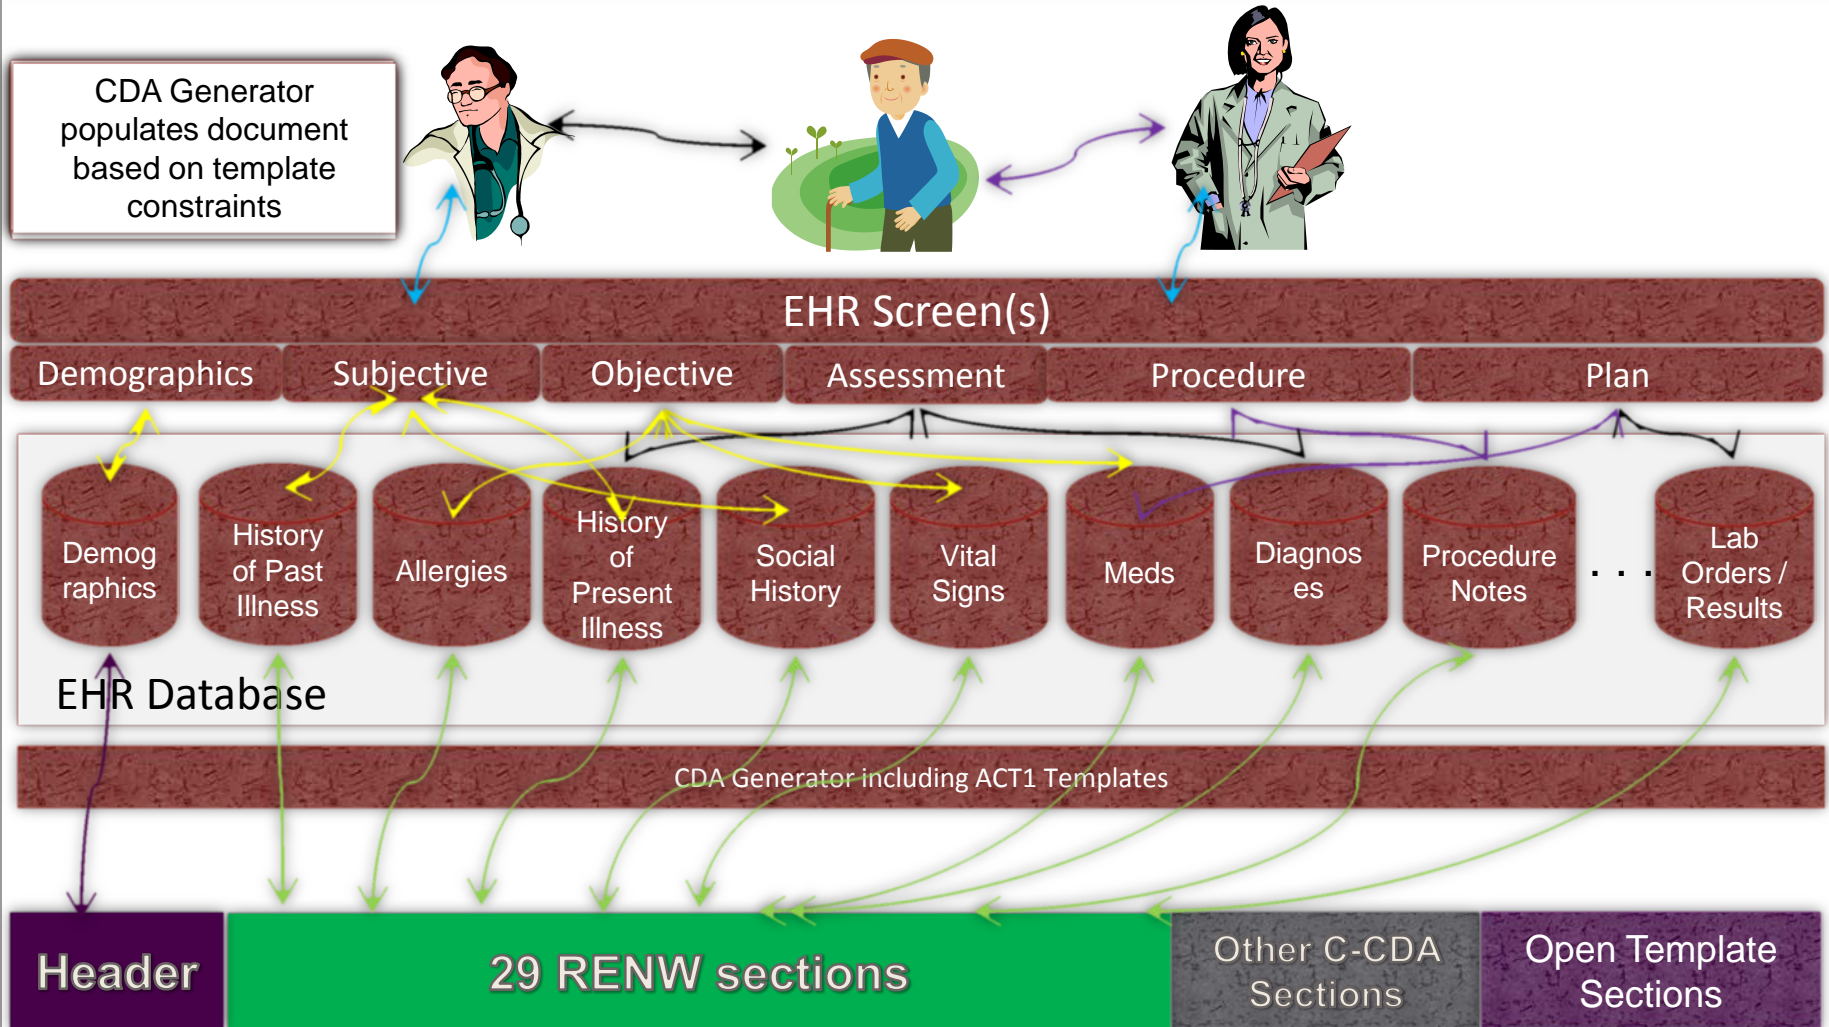 CDA Generator
populates document
based on template
constraints
EHR Screen(s)
Demographics
Subjective
Objective
Assessment
Procedure
Plan
Demog
raphics
History
of Past
Illness
Allergies
History
of
Present
Illness
Social
History
Vital
Signs
Meds
Diagnos
es
Procedure
Notes
. . .
Lab
Orders /
Results
EHR Database
CDA Generator including ACT1 Templates
Header
29 RENW sections
Other C-CDA
Sections
Open Template
Sections